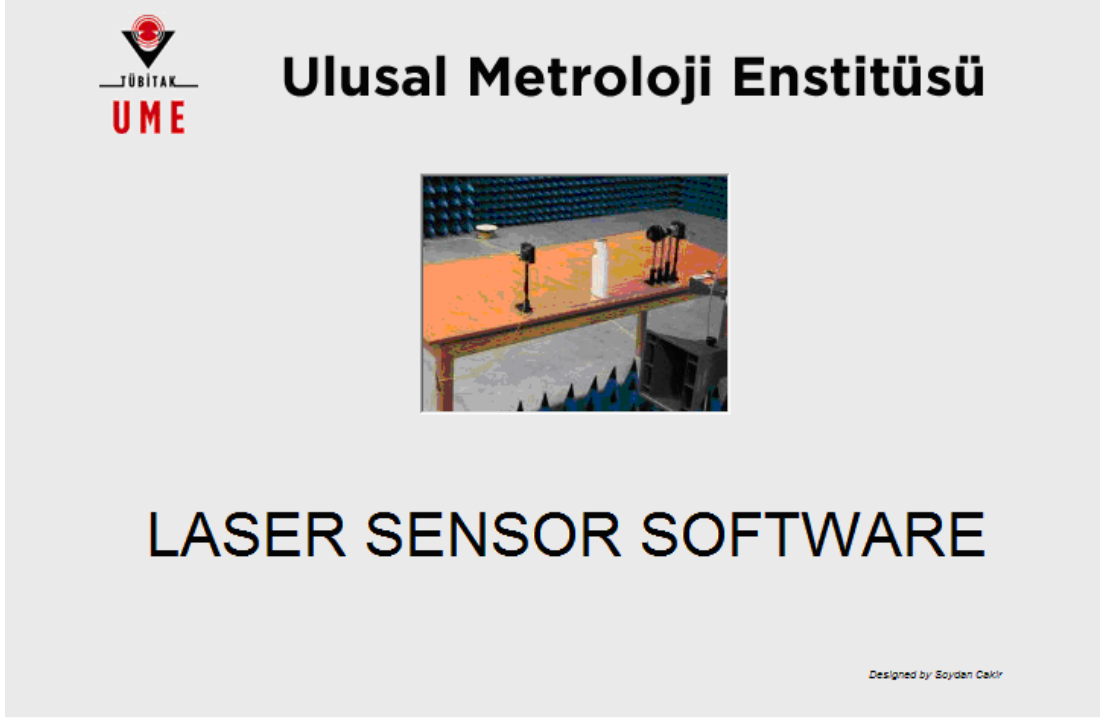 TÜBİTAK
UME
Ulusal Metroloji Enstitüsü
LASER SENSOR SOFTWARE
Designed by Soydan Cakir